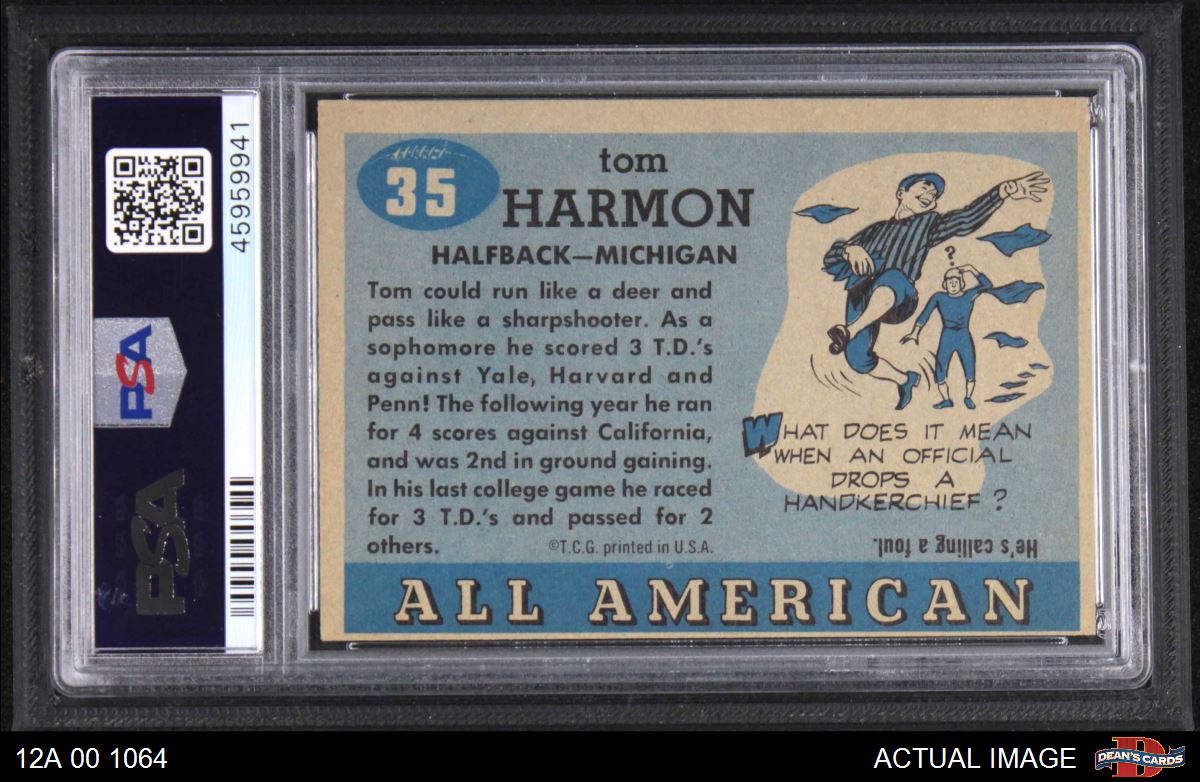 45959941
PSA
PSA
35
tom
HARMON
HALFBACK—MICHIGAN
Tom could run like a deer and
pass like a sharpshooter. As a
sophomore he scored 3 T.D.'s
against Yale, Harvard and
Penn! The following year he ran
for 4 scores against California,
and was 2nd in ground gaining.
In his last college game he raced
for 3 T.D.'s and passed for 2
others.
©T.C.G. printed in U.S.A.
?
WHAT DOES IT MEAN
WHEN AN OFFICIAL
DROPS A
HANDKERCHIEF?
He's calling a foul.
ALL AMERICAN
12A 00 1064
ACTUAL IMAGE
DEAN'S CARDS